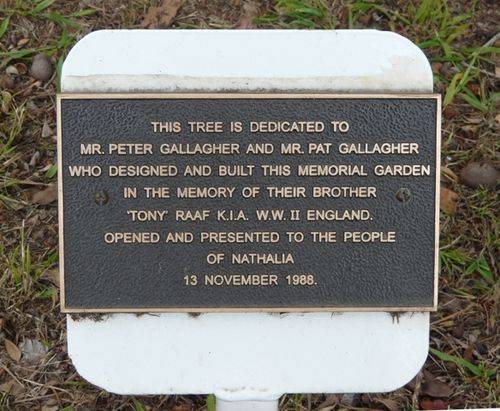 THIS TREE IS DEDICATED TO
MR. PETER GALLAGHER AND MR. PAT GALLAGHER
WHO DESIGNED AND BUILT THIS MEMORIAL GARDEN
IN THE MEMORY OF THEIR BROTHER
'TONY' RAAF K.I.A. W.W. II ENGLAND.
OPENED AND PRESENTED TO THE PEOPLE
OF NATHALIA
13 NOVEMBER 1988.